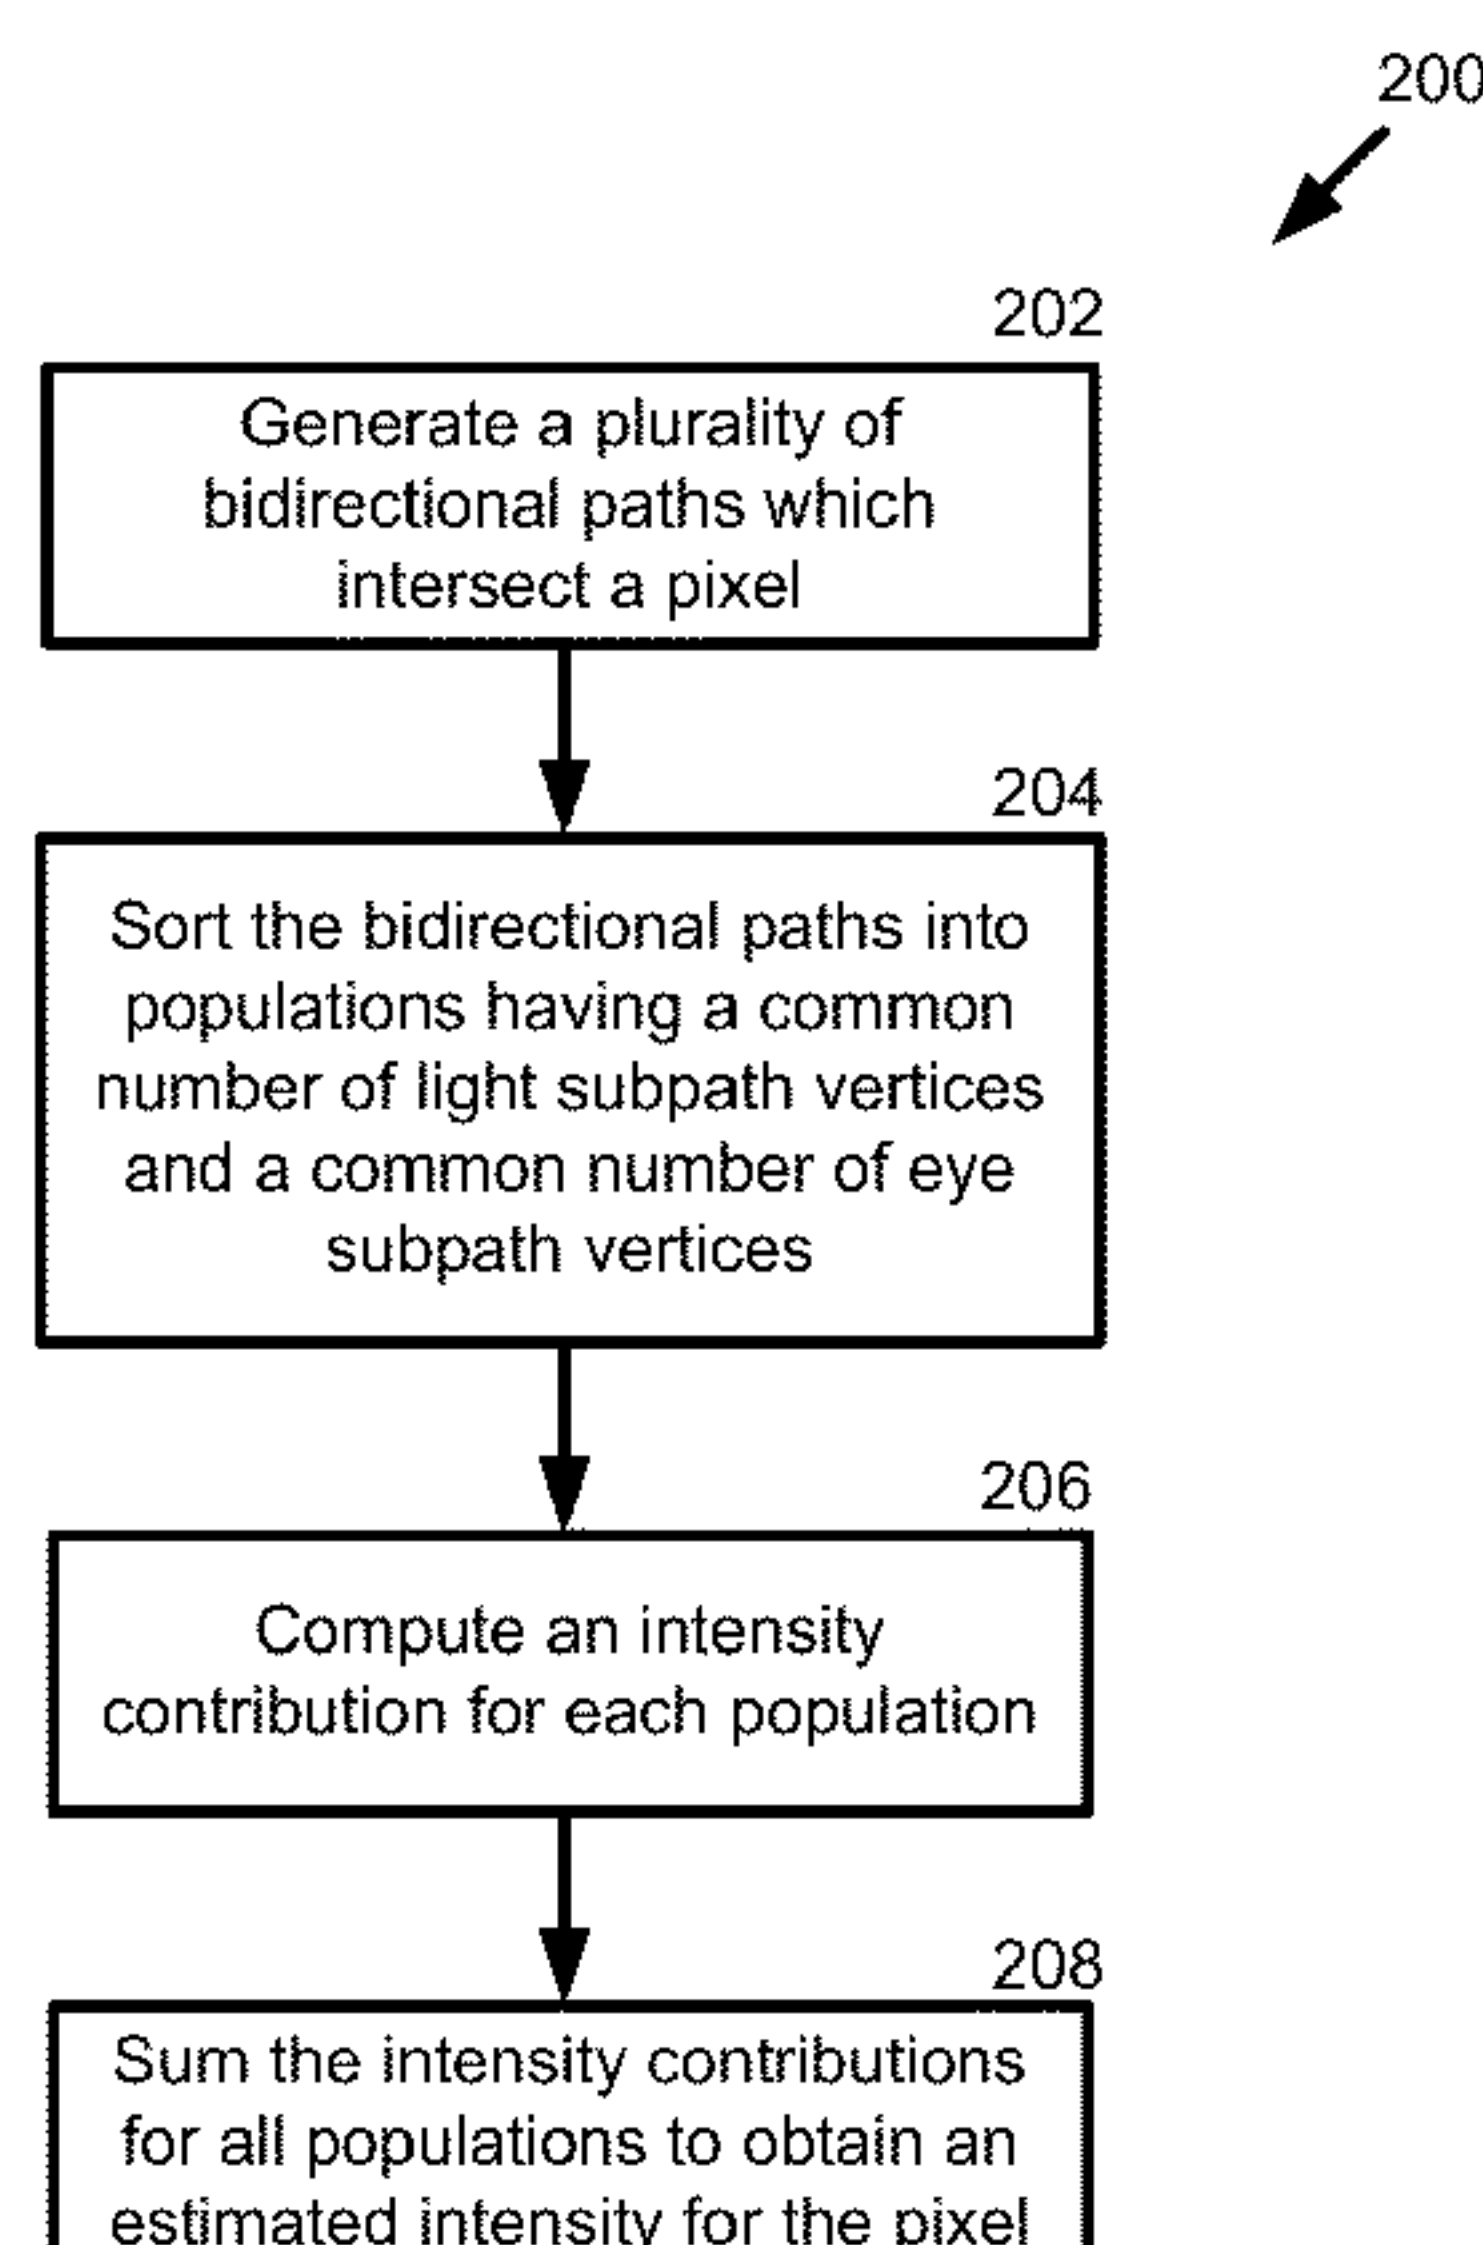 200
202
Generate a plurality of
bidirectional paths which
intersect a pixel
204
Sort the bidirectional paths into
populations having a common
number of light subpath vertices
and a common number of eye
subpath vertices
206
Compute an intensity
contribution for each population
208
Sum the intensity contributions
for all populations to obtain an
estimated intensity for the pixel